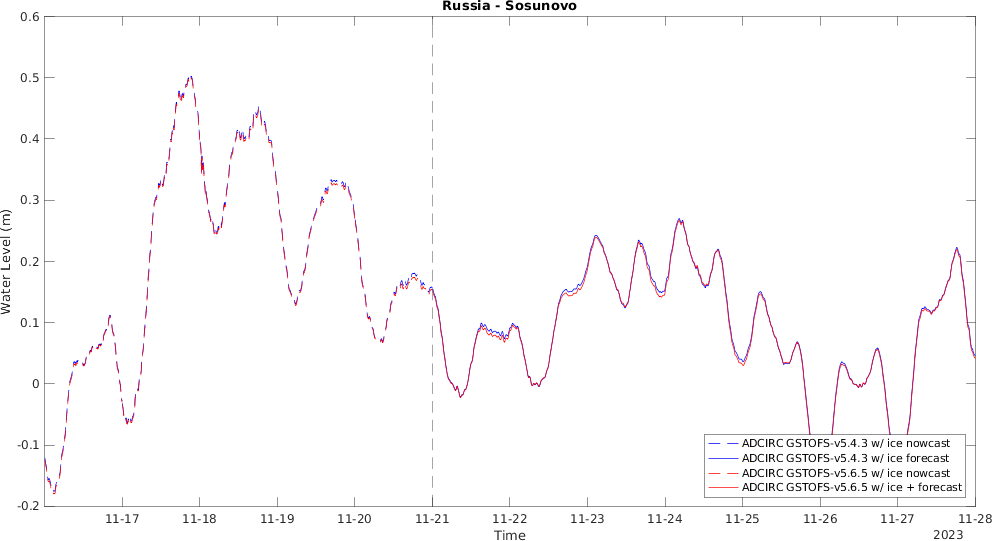 Russia - Sosunovo
0.6
0.5
0.4
0.3
0.2
0.1
0
-0.1
-0.2
Water Level (m)
ADCIRC GSTOFS-v5.4.3 w/ ice nowcast
ADCIRC GSTOFS-v5.4.3 w/ ice forecast
ADCIRC GSTOFS-v5.6.5 w/ ice nowcast
ADCIRC GSTOFS-v5.6.5 w/ ice + forecast
11-17 11-18 11-19 11-20 11-21 11-22 11-23 11-24 11-25 11-26 11-27 11-28
Time
2023